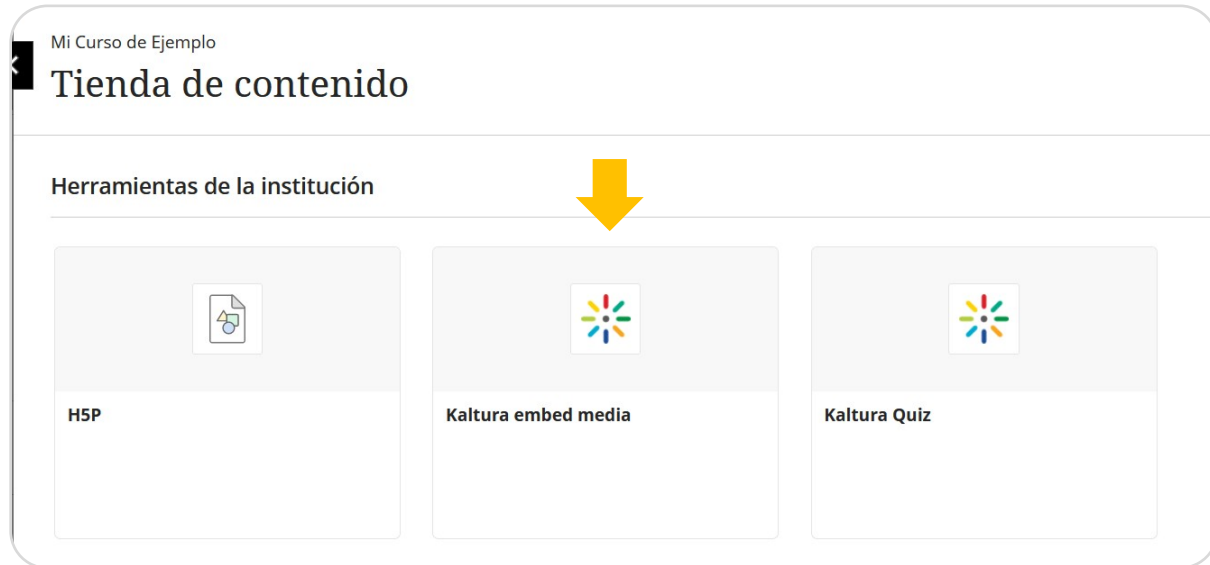 Mi Curso de Ejemplo
Tienda de contenido
Herramientas de la institución
H5P
Kaltura embed media
Kaltura Quiz